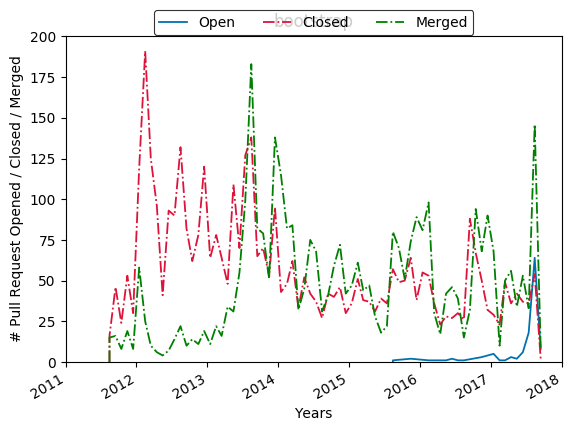 bootstrap
Open Closed Merged
200
175
150
125
100
75
50
25
0
# Pull Request Opened / Closed / Merged
2011 2012 2013 2014 2015 2016 2017 2018
Years